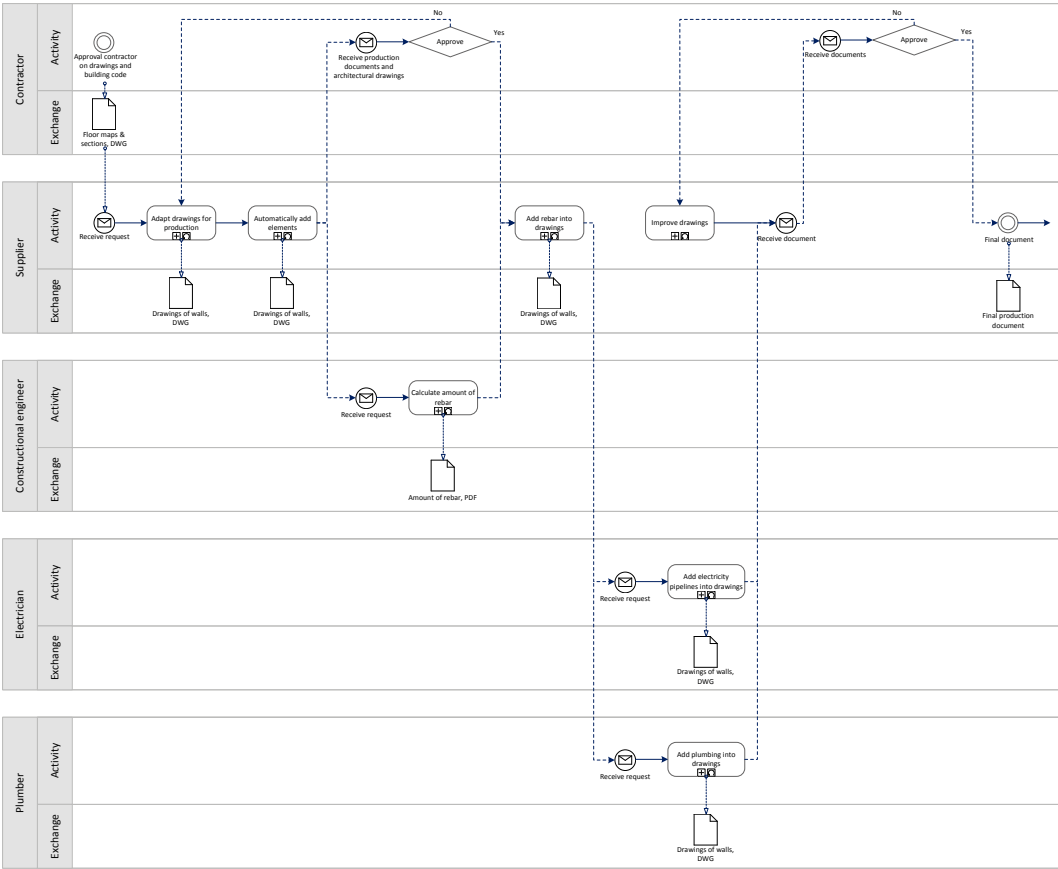 Contractor
Activity
Exchange
No
No
Yes
Yes
Approve
Approve
Approval contractor
on drawings and
building code
Receive production
documents and
architectural drawings
Receive documents
Floor maps &
sections, DWG
Supplier
Activity
Exchange
Receive request
Adapt drawings for
production
Automatically add
elements
Add rebar into
drawings
Improve drawings
Receive document
Final document
Drawings of walls,
DWG
Drawings of walls,
DWG
Drawings of walls,
DWG
Final production
document
Constructional engineer
Activity
Exchange
Receive request
Calculate amount of
rebar
Amount of rebar, PDF
Electrician
Activity
Exchange
Receive request
Add electricity
pipelines into drawings
Drawings of walls,
DWG
Plumber
Activity
Exchange
Receive request
Add plumbing into
drawings
Drawings of walls,
DWG